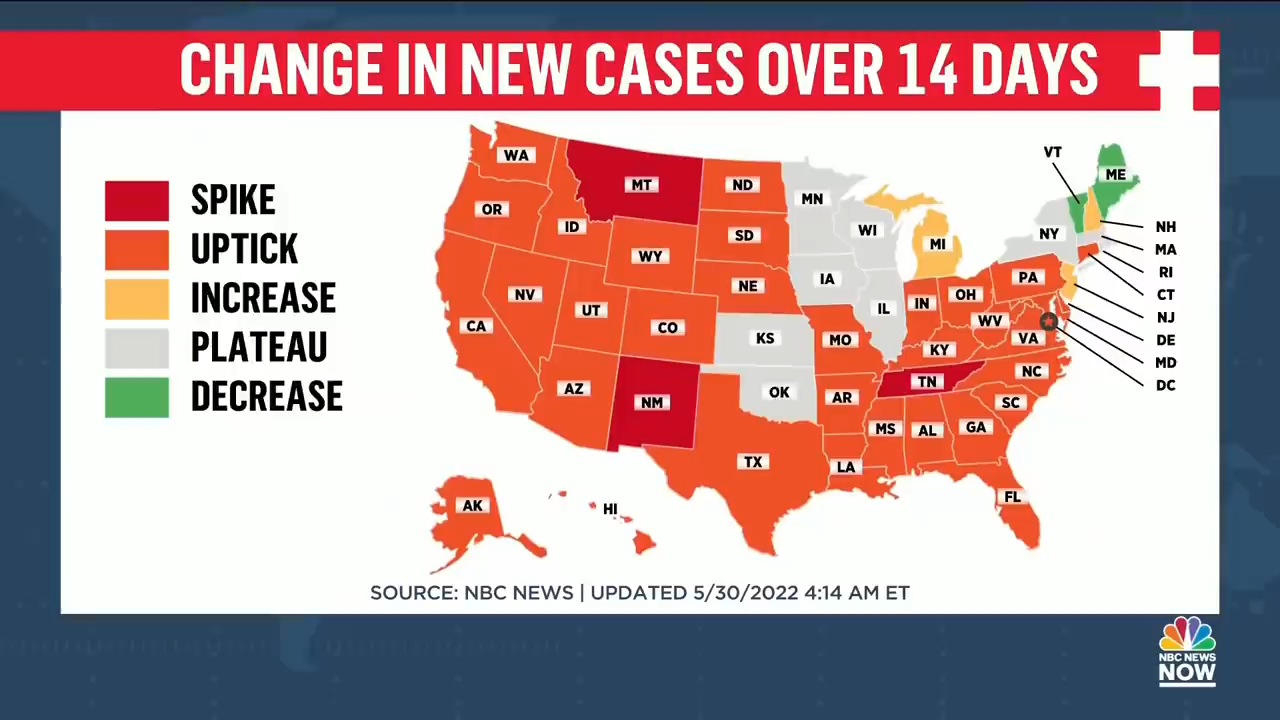 CHANGE IN NEW CASES OVER 14 DAYS
SPIKE
UPTICK
INCREASE
PLATEAU
DECREASE
WA
MT
ND
MN
VT
ME
OR
ID
SD
WI
MI
NY
NH
MA
RI
CT
NJ
DE
MD
DC
WY
NE
IA
IL
IN
OH
PA
NV
UT
CO
KS
MO
KY
WV
VA
CA
AZ
NM
OK
AR
TN
NC
SC
MS
AL
GA
TX
LA
FL
AK
HI
SOURCE: NBC NEWS | UPDATED 5/30/2022 4:14 AM ET
NBC NEWS
NOW